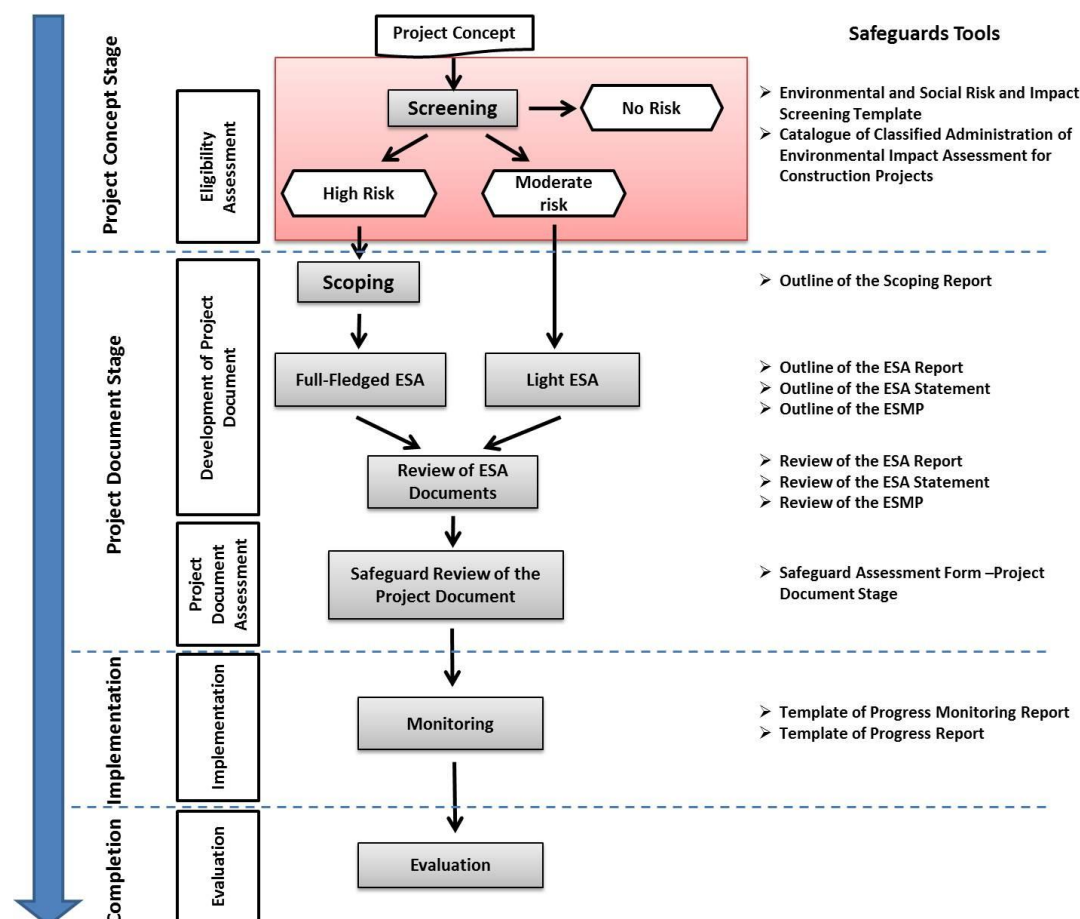 Project Concept
Safeguards Tools
Project Concept Stage
Eligibility
Assessment
Screening
No Risk
High Risk
Moderate
risk
➢ Environmental and Social Risk and Impact
Screening Template
➢ Catalogue of Classified Administration of
Environmental Impact Assessment for
Construction Projects
Project Document Stage
Development of Project
Document
Scoping
➢ Outline of the Scoping Report
Full-Fledged ESA
Light ESA
➢ Outline of the ESA Report
➢ Outline of the ESA Statement
➢ Outline of the ESMP
Review of ESA
Documents
➢ Review of the ESA Report
➢ Review of the ESA Statement
➢ Review of the ESMP
Project
Document
Assessment
Safeguard Review of the
Project Document
➢ Safeguard Assessment Form –Project
Document Stage
Implementation
Implementation
Monitoring
➢ Template of Progress Monitoring Report
➢ Template of Progress Report
Completion
Evaluation
Evaluation